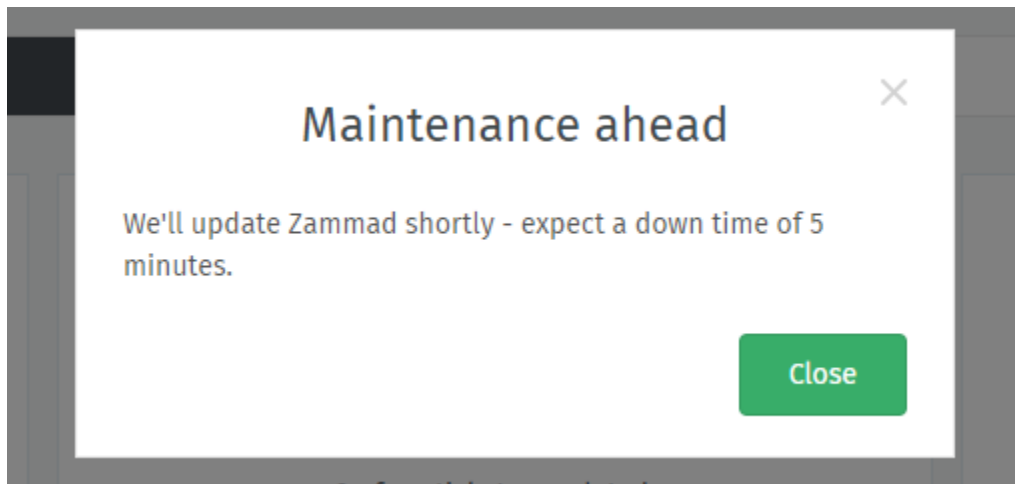 Maintenance ahead
We'll update Zammad shortly - expect a down time of 5
minutes.
Close